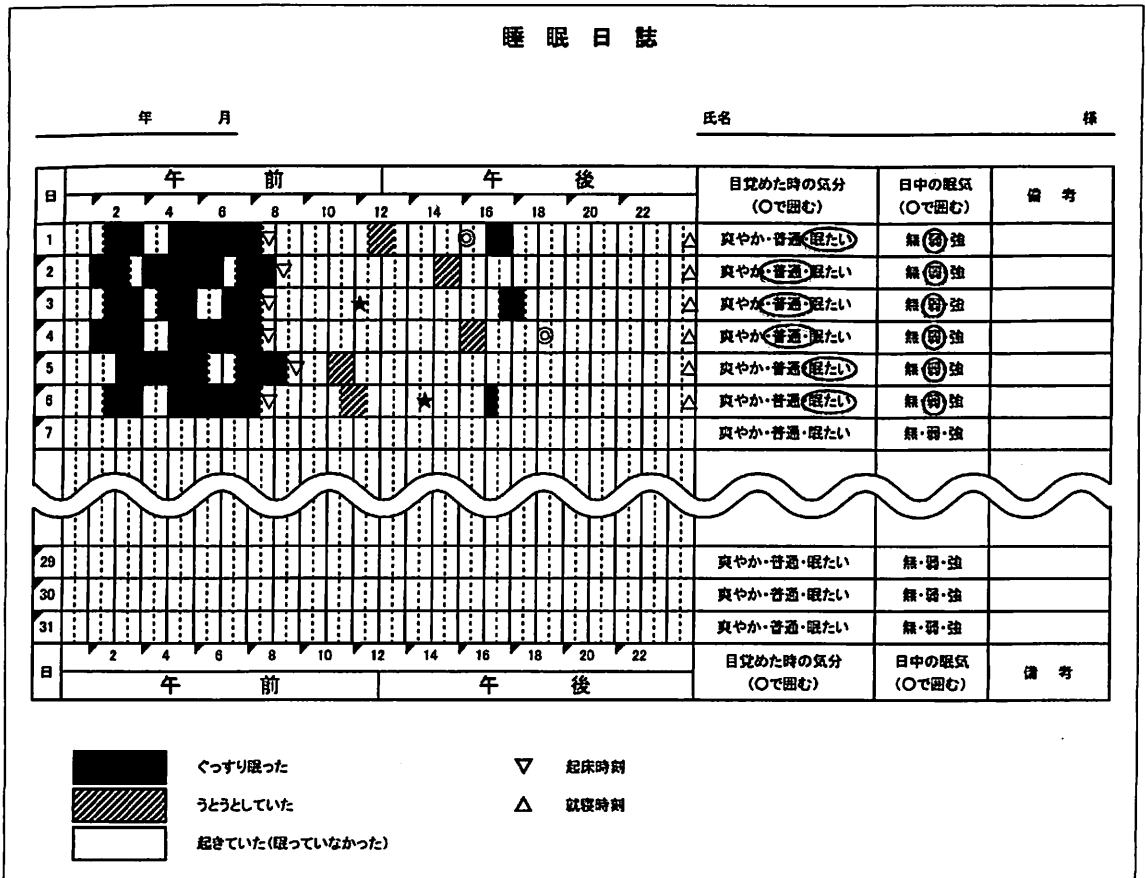 睡眠日誌
年 月 氏名 様
日 午前 午後 目覚めた時の気分 (○で囲む) 日中の眠気 (○で囲む) 備考
2 4 6 8 10 12 14 16 18 20 22
1 爽やか・普通・眠たい 無・弱・強
2 爽やか・普通・眠たい 無・弱・強
3 爽やか・普通・眠たい 無・弱・強
4 爽やか・普通・眠たい 無・弱・強
5 爽やか・普通・眠たい 無・弱・強
6 爽やか・普通・眠たい 無・弱・強
7 爽やか・普通・眠たい 無・弱・強
29 爽やか・普通・眠たい 無・弱・強
30 爽やか・普通・眠たい 無・弱・強
31 爽やか・普通・眠たい 無・弱・強
2 4 6 8 10 12 14 16 18 20 22
日 午前 午後 目覚めた時の気分 (○で囲む) 日中の眠気 (○で囲む) 備考
ぐっすり眠った ▽ 起床時刻
うとうとしていた △ 就寝時刻
起きていた(眠っていなかった)